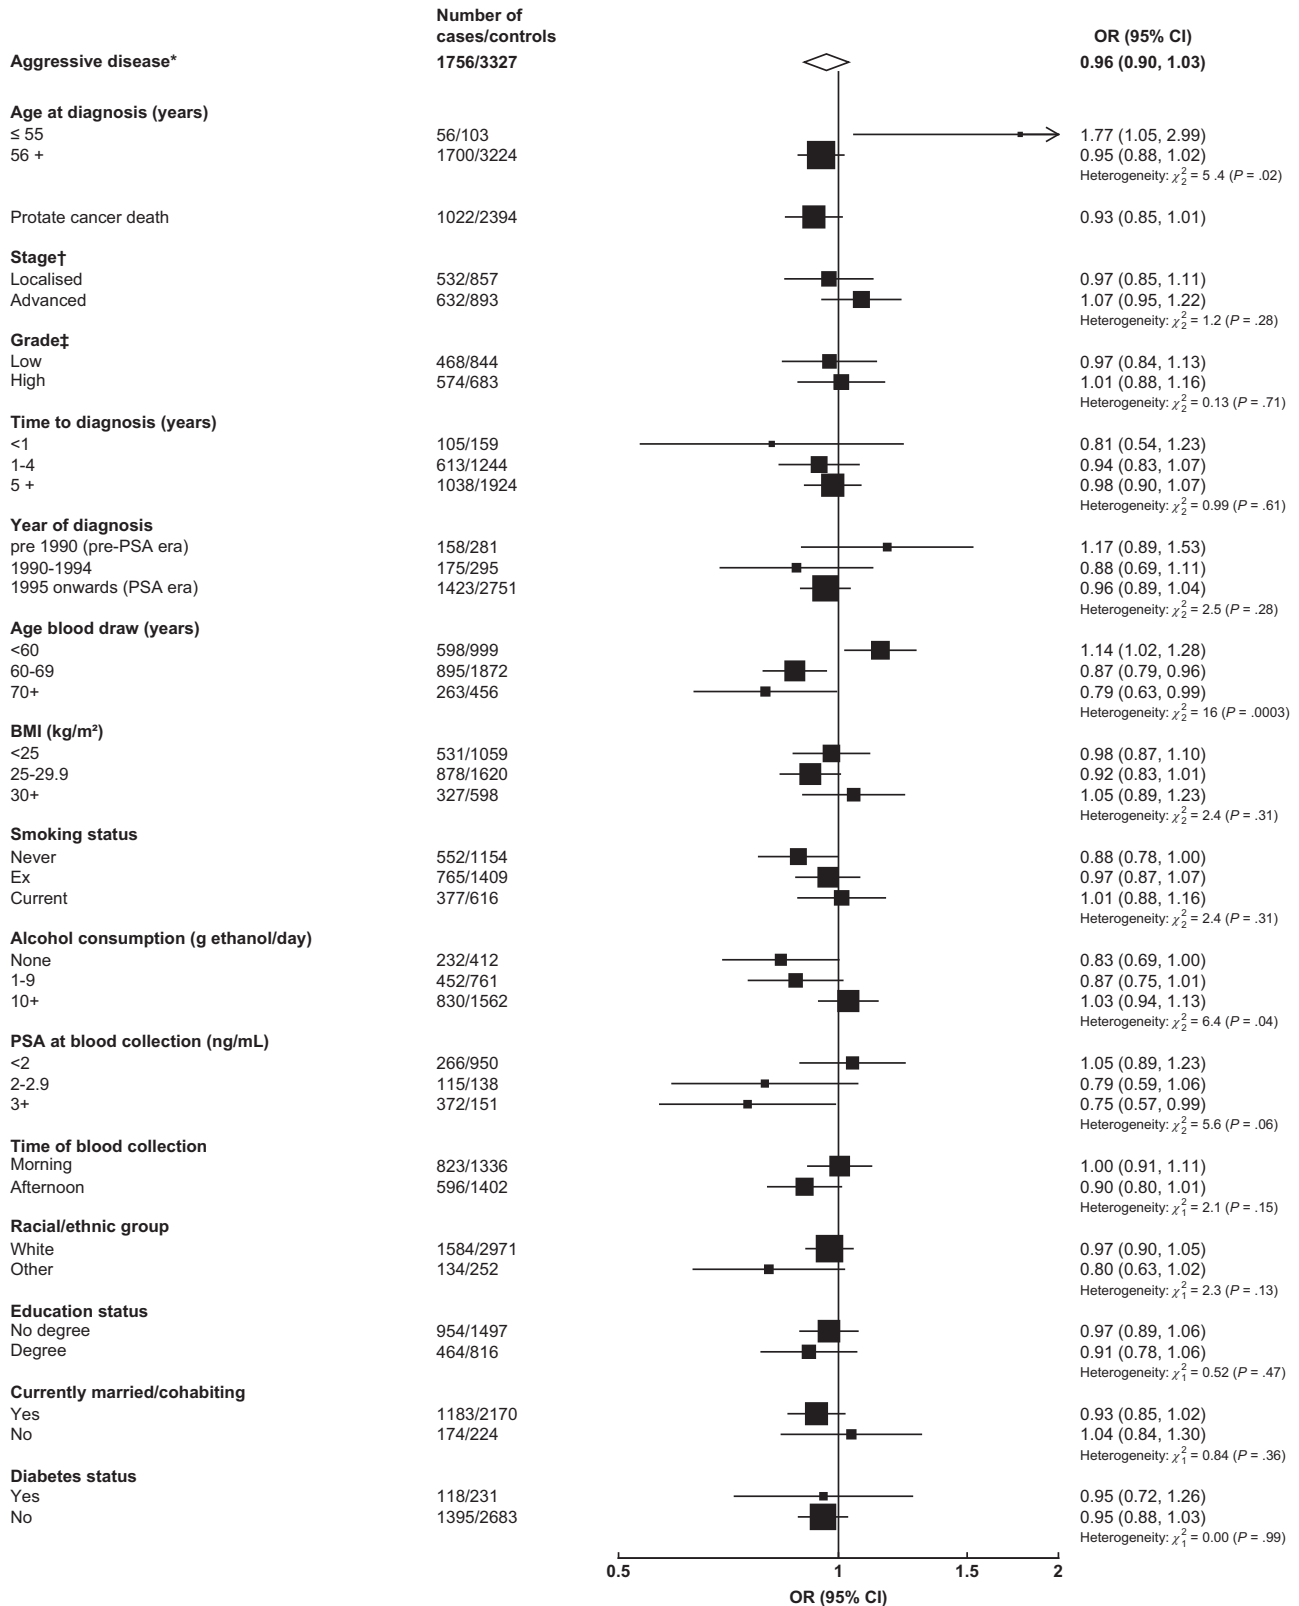 Number of
cases/controls OR (95% CI)
Aggressive disease* 1756/3327 0.96 (0.90, 1.03)
Age at diagnosis (years)
≤ 55 56/103 1.77 (1.05, 2.99)
56 + 1700/3224 0.95 (0.88, 1.02)
Heterogeneity: χ²₂ = 5 .4 (P = .02)
Protate cancer death 1022/2394 0.93 (0.85, 1.01)
Stage†
Localised 532/857 0.97 (0.85, 1.11)
Advanced 632/893 1.07 (0.95, 1.22)
Heterogeneity: χ²₂ = 1.2 (P = .28)
Grade‡
Low 468/844 0.97 (0.84, 1.13)
High 574/683 1.01 (0.88, 1.16)
Heterogeneity: χ²₂ = 0.13 (P = .71)
Time to diagnosis (years)
<1 105/159 0.81 (0.54, 1.23)
1-4 613/1244 0.94 (0.83, 1.07)
5 + 1038/1924 0.98 (0.90, 1.07)
Heterogeneity: χ²₂ = 0.99 (P = .61)
Year of diagnosis
pre 1990 (pre-PSA era) 158/281 1.17 (0.89, 1.53)
1990-1994 175/295 0.88 (0.69, 1.11)
1995 onwards (PSA era) 1423/2751 0.96 (0.89, 1.04)
Heterogeneity: χ²₂ = 2.5 (P = .28)
Age blood draw (years)
<60 598/999 1.14 (1.02, 1.28)
60-69 895/1872 0.87 (0.79, 0.96)
70+ 263/456 0.79 (0.63, 0.99)
Heterogeneity: χ²₂ = 16 (P = .0003)
BMI (kg/m²)
<25 531/1059 0.98 (0.87, 1.10)
25-29.9 878/1620 0.92 (0.83, 1.01)
30+ 327/598 1.05 (0.89, 1.23)
Heterogeneity: χ²₂ = 2.4 (P = .31)
Smoking status
Never 552/1154 0.88 (0.78, 1.00)
Ex 765/1409 0.97 (0.87, 1.07)
Current 377/616 1.01 (0.88, 1.16)
Heterogeneity: χ²₂ = 2.4 (P = .31)
Alcohol consumption (g ethanol/day)
None 232/412 0.83 (0.69, 1.00)
1-9 452/761 0.87 (0.75, 1.01)
10+ 830/1562 1.03 (0.94, 1.13)
Heterogeneity: χ²₂ = 6.4 (P = .04)
PSA at blood collection (ng/mL)
<2 266/950 1.05 (0.89, 1.23)
2-2.9 115/138 0.79 (0.59, 1.06)
3+ 372/151 0.75 (0.57, 0.99)
Heterogeneity: χ²₂ = 5.6 (P = .06)
Time of blood collection
Morning 823/1336 1.00 (0.91, 1.11)
Afternoon 596/1402 0.90 (0.80, 1.01)
Heterogeneity: χ²₁ = 2.1 (P = .15)
Racial/ethnic group
White 1584/2971 0.97 (0.90, 1.05)
Other 134/252 0.80 (0.63, 1.02)
Heterogeneity: χ²₁ = 2.3 (P = .13)
Education status
No degree 954/1497 0.97 (0.89, 1.06)
Degree 464/816 0.91 (0.78, 1.06)
Heterogeneity: χ²₁ = 0.52 (P = .47)
Currently married/cohabiting
Yes 1183/2170 0.93 (0.85, 1.02)
No 174/224 1.04 (0.84, 1.30)
Heterogeneity: χ²₁ = 0.84 (P = .36)
Diabetes status
Yes 118/231 0.95 (0.72, 1.26)
No 1395/2683 0.95 (0.88, 1.03)
Heterogeneity: χ²₁ = 0.00 (P = .99)
0.5 1 1.5 2
OR (95% CI)